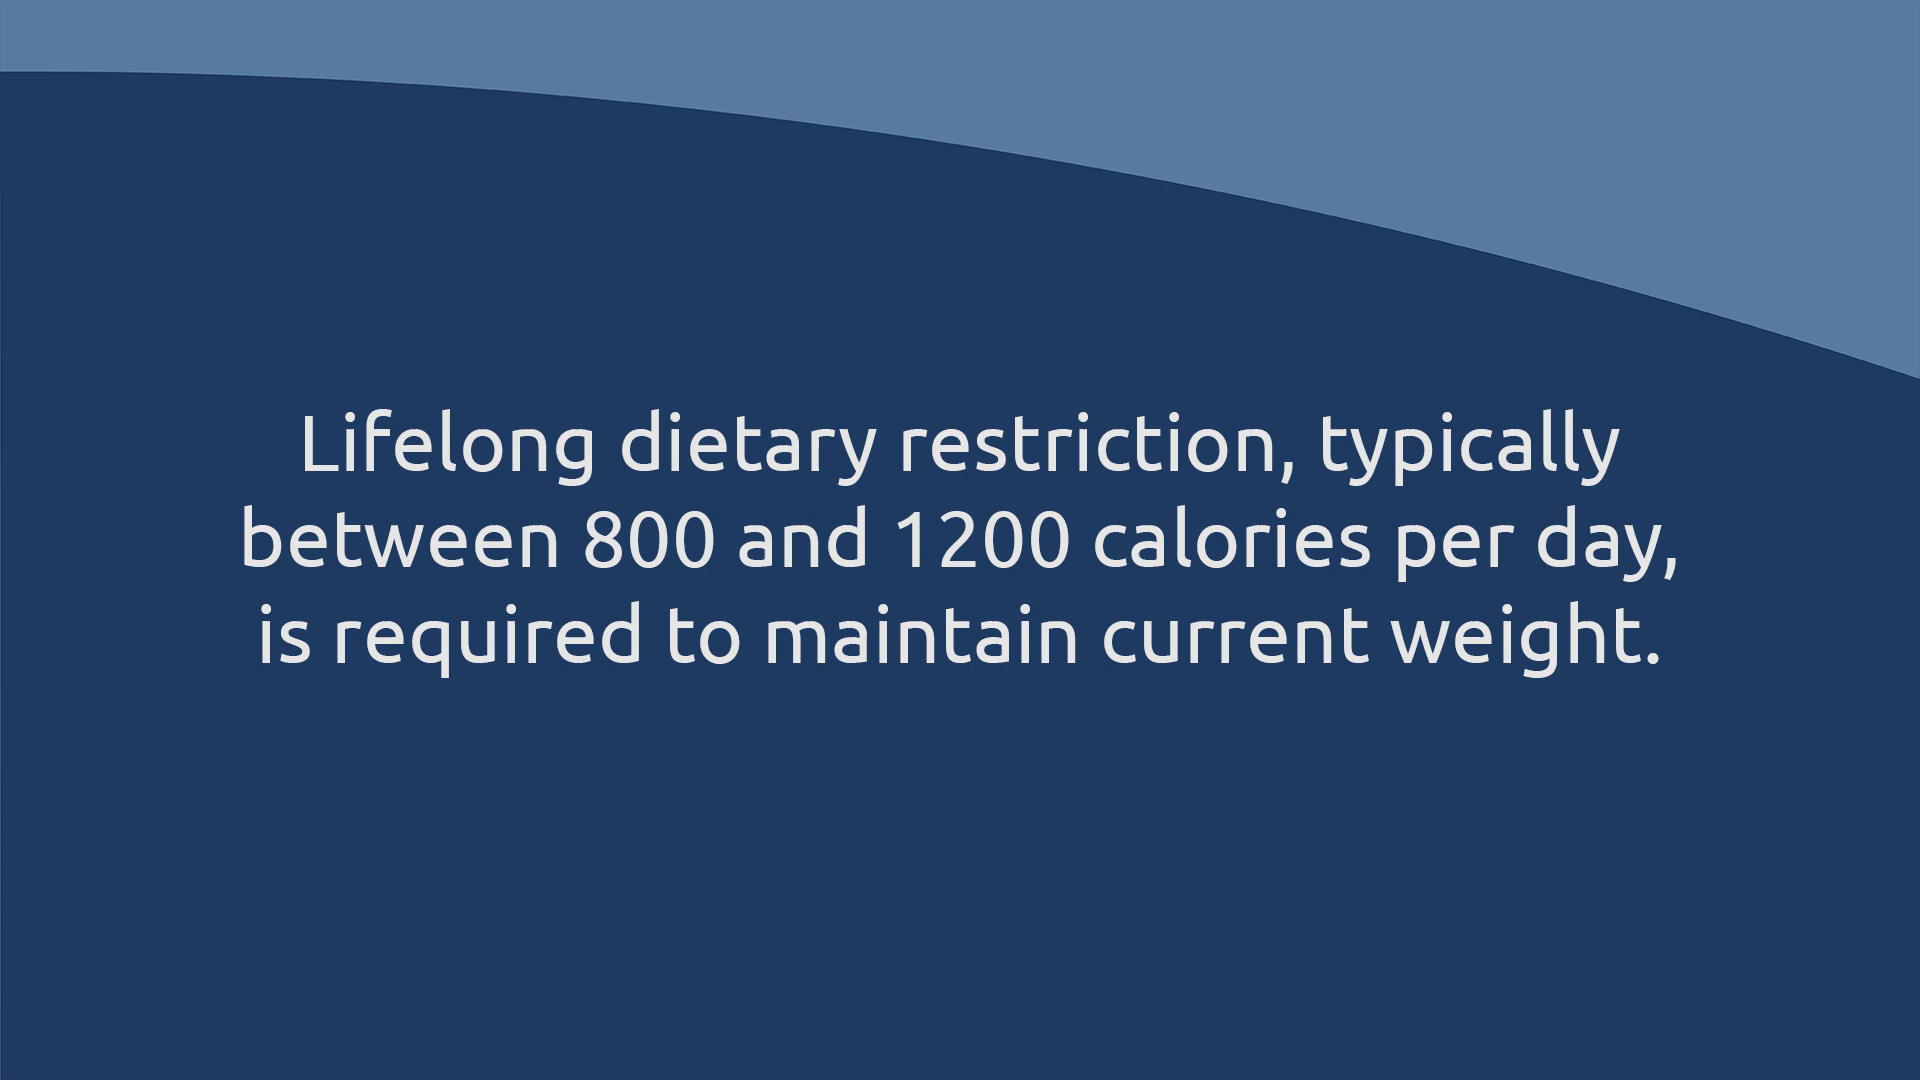 Lifelong dietary restriction, typically
between 800 and 1200 calories per day,
is required to maintain current weight.